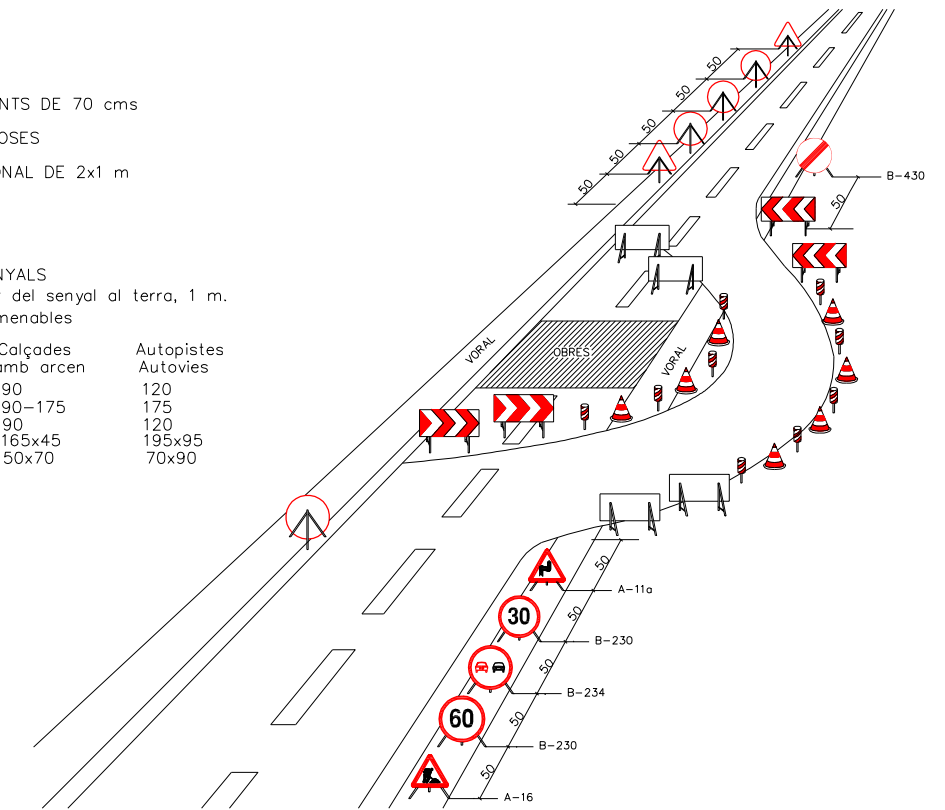 NTS DE 70 cms
OSES
NAL DE 2x1 m
NYALS
del senyal al terra, 1 m.
menables
Calçades Autopistes
amb arcen Autovies
90 120
90-175 175
90 120
165x45 195x95
50x70 70x90
50
50
50
50
50
B-430
50
VORAL
OBRES
VORAL
50
A-11a
30
50
B-230
50
B-234
60
50
B-230
50
A-16